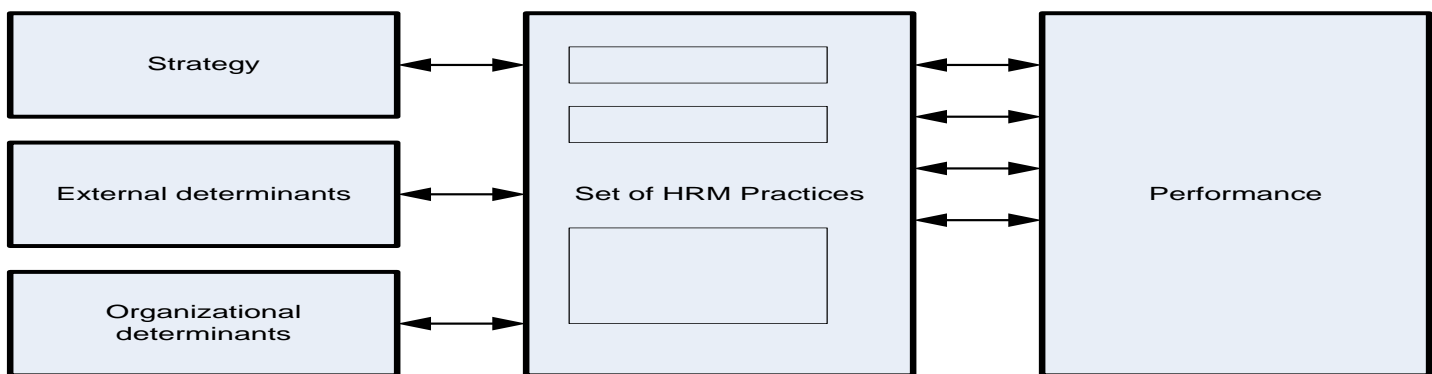 Strategy
External determinants
Organizational
determinants
Set of HRM Practices
Performance